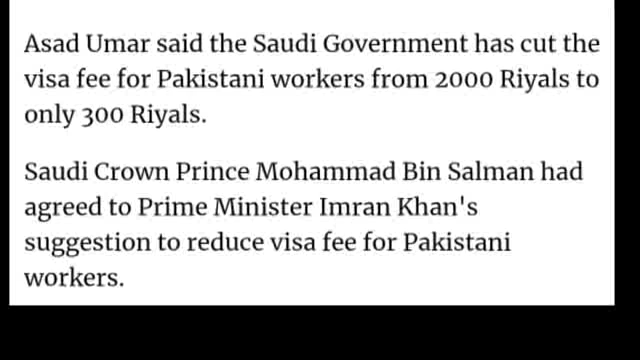 Asad Umar said the Saudi Government has cut the
visa fee for Pakistani workers from 2000 Riyals to
only 300 Riyals.
Saudi Crown Prince Mohammad Bin Salman had
agreed to Prime Minister Imran Khan's
suggestion to reduce visa fee for Pakistani
workers.